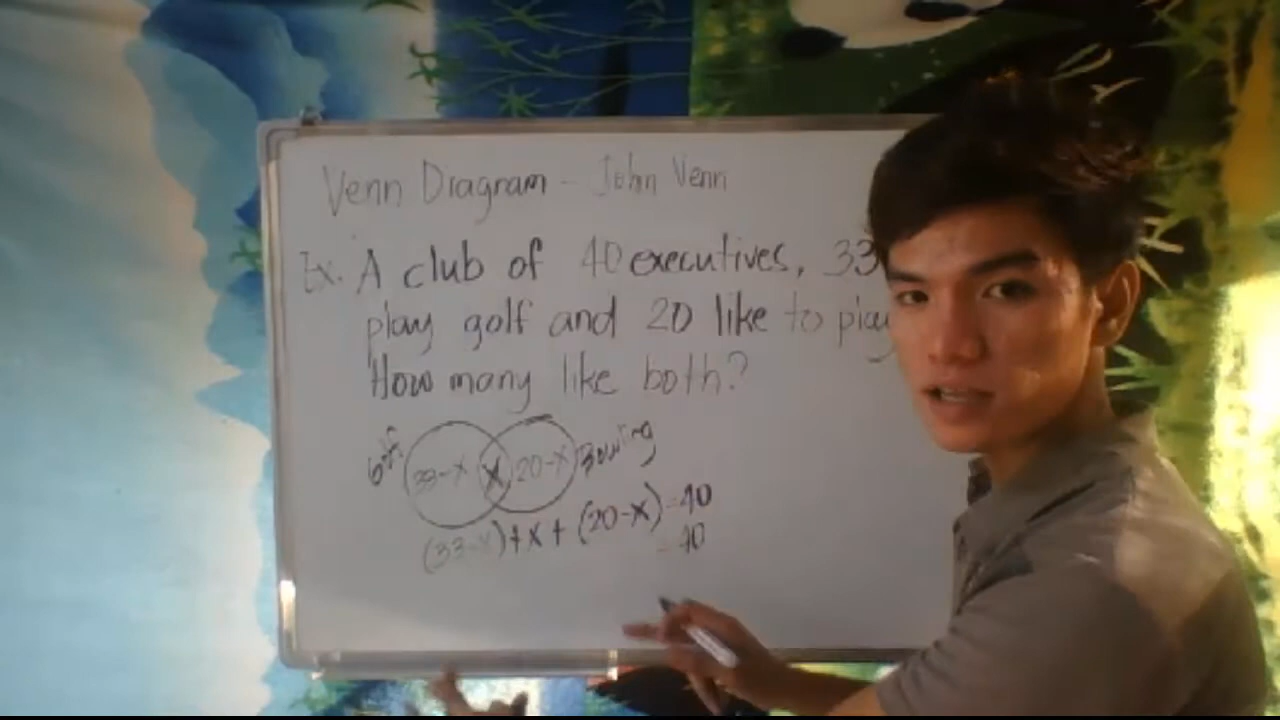 Venn Diagram - John Venn
Ex. A club of 40 executives, 33
play golf and 20 like to play
How many like both?
Golf 33-X X 20-X Bowling
(33-X)+X+(20-X)=40
=40